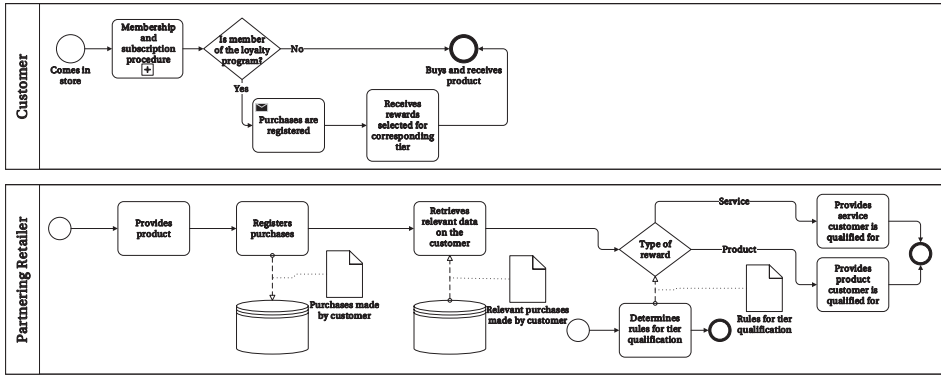 Customer
Comes in
store
Membership
and
subscription
procedure
Is member
of the loyalty
program?
No
Yes
Buys and receives
product
Purchases are
registered
Receives
rewards
selected for
corresponding
tier
Partnering Retailer
Provides
product
Registers
purchases
Purchases made
by customer
Retrieves
relevant data
on the
customer
Relevant purchases
made by customer
Type of
reward
Service
Product
Provides
service
customer is
qualified for
Provides
product
customer is
qualified for
Determines
rules for tier
qualification
Rules for tier
qualification